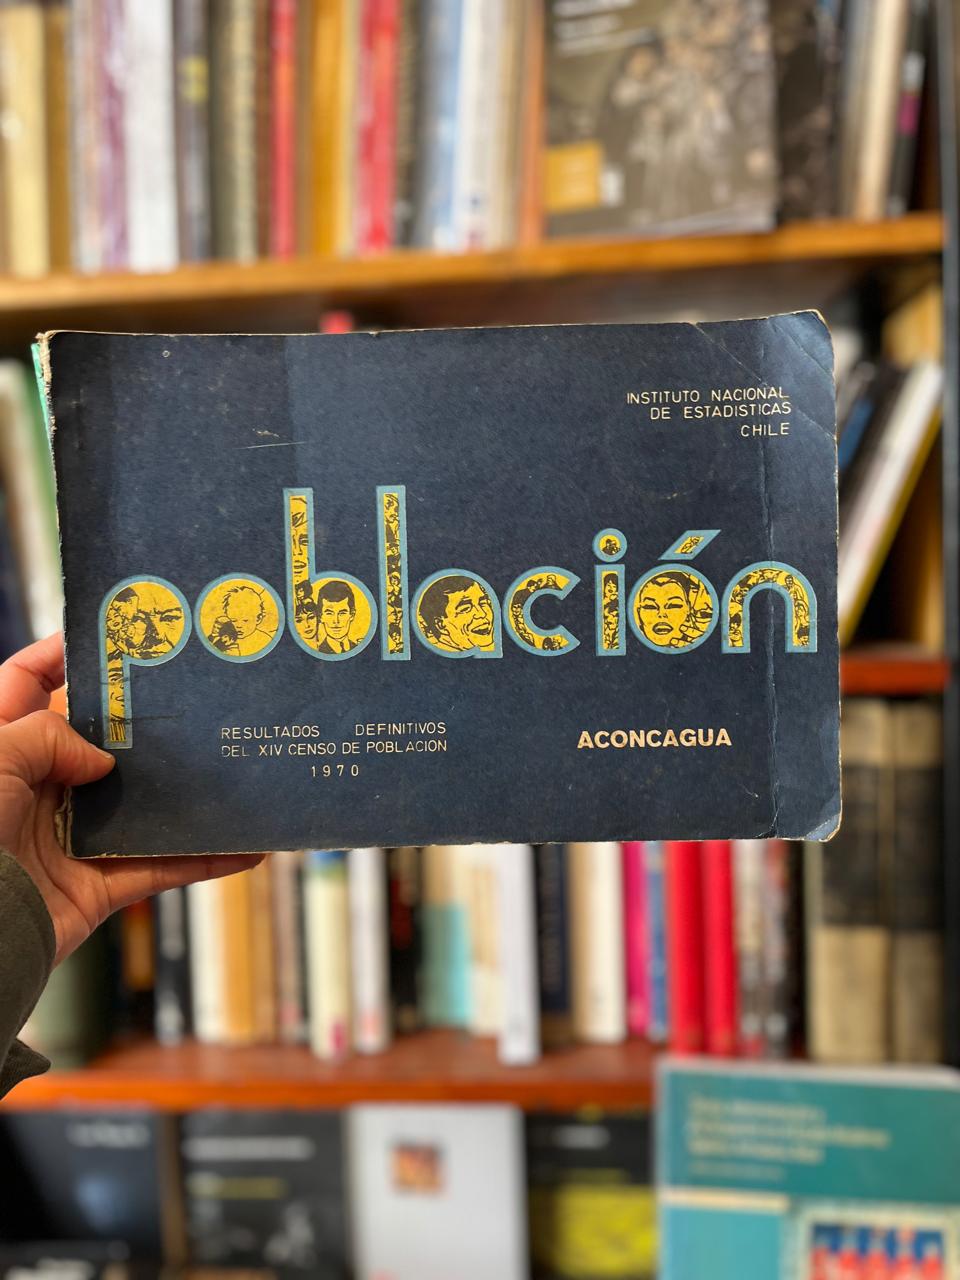 INSTITUTO NACIONAL
DE ESTADISTICAS
CHILE
población
RESULTADOS DEFINITIVOS
DEL XIV CENSO DE POBLACION
1970
ACONCAGUA